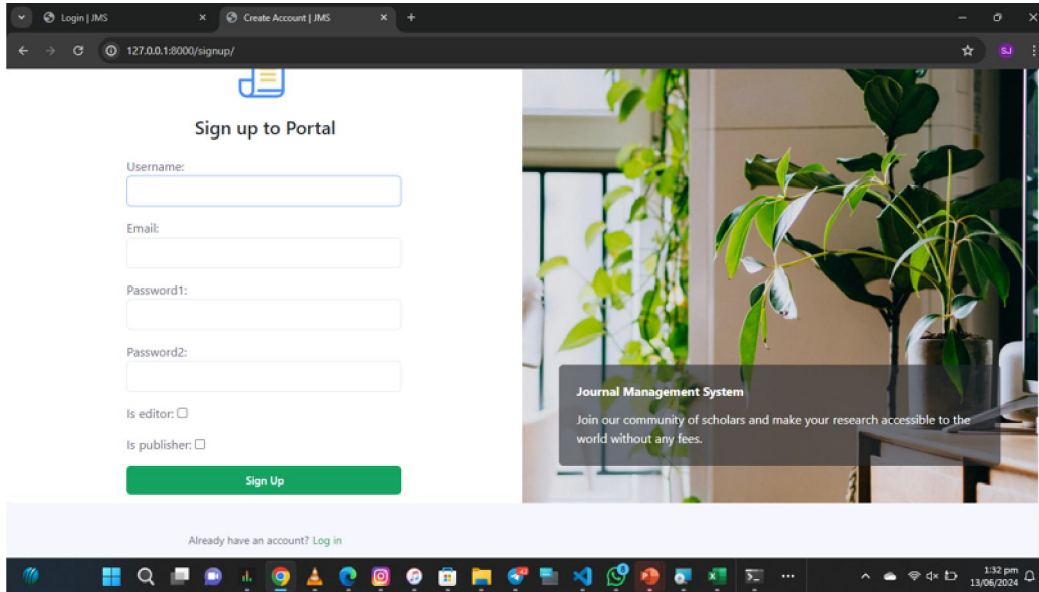 Login | JMS
Create Account | JMS
127.0.0.1:8000/signup/
SJ
Sign up to Portal
Username:
Email:
Password1:
Password2:
Is editor:
Is publisher:
Sign Up
Already have an account? Log in
Journal Management System
Join our community of scholars and make your research accessible to the
world without any fees.
1:32 pm
13/06/2024